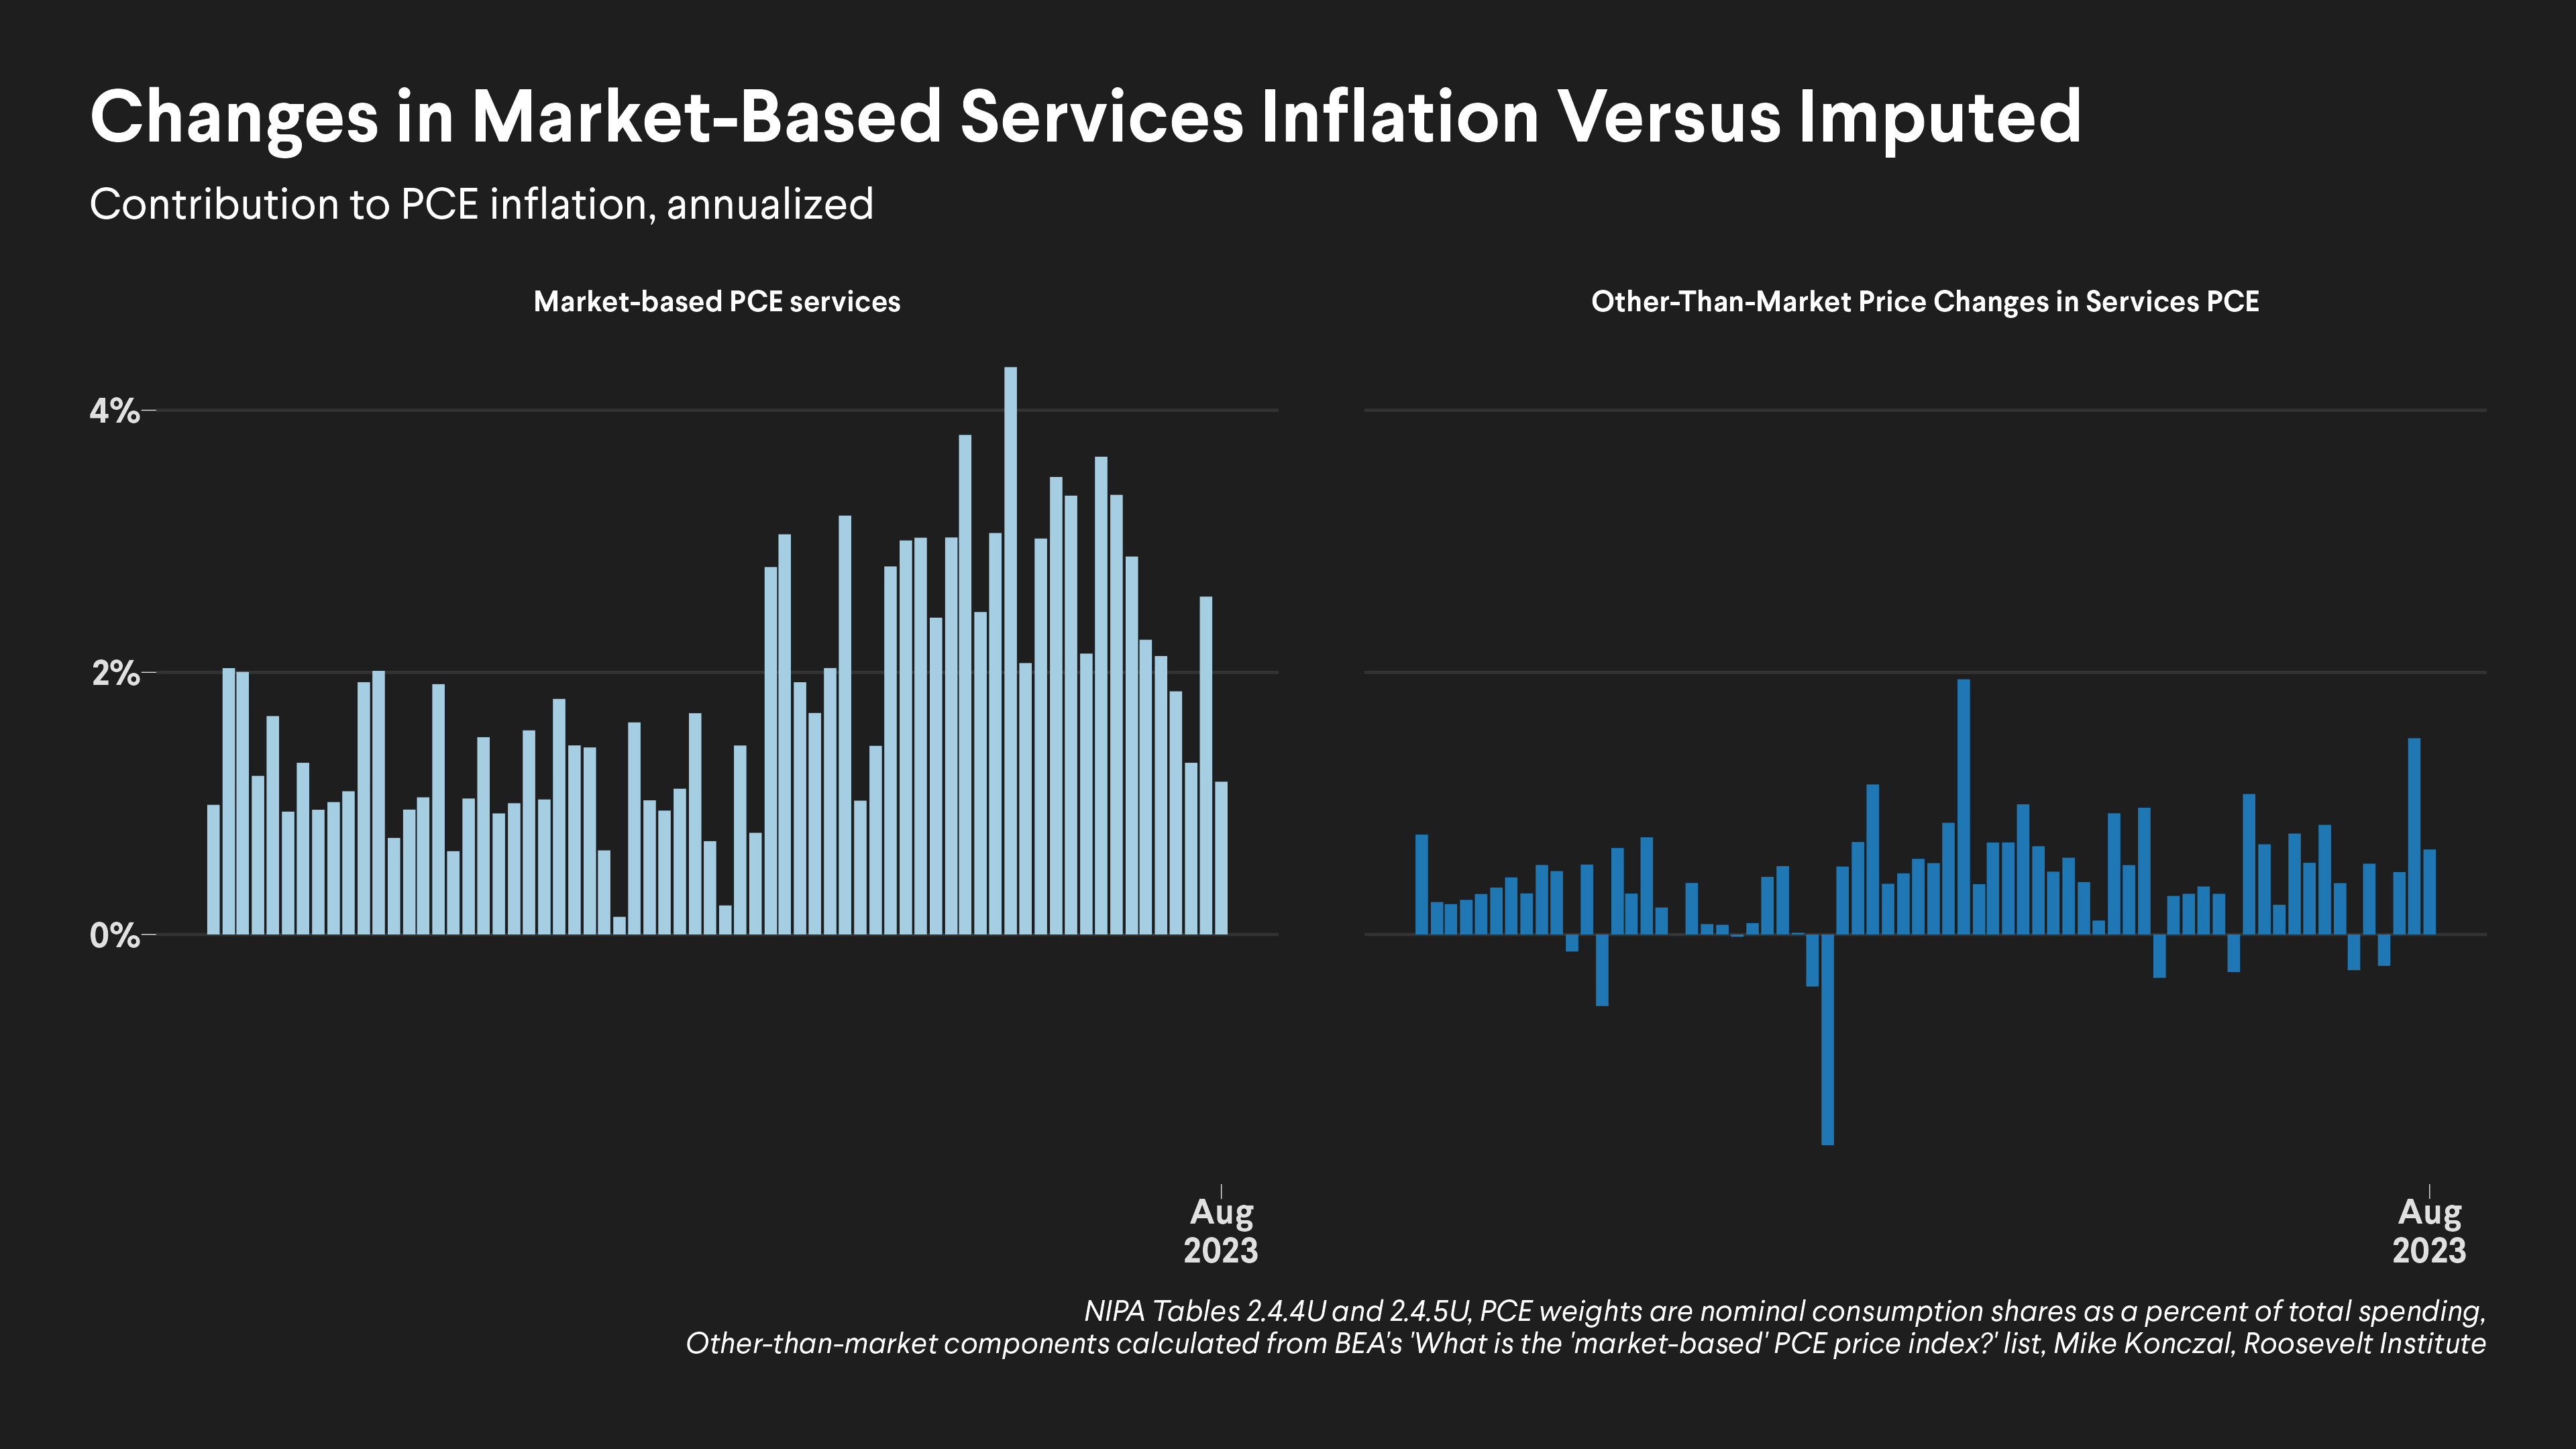 Changes in Market-Based Services Inflation Versus Imputed
Contribution to PCE inflation, annualized
Market-based PCE services
Other-Than-Market Price Changes in Services PCE
4%
2%
0%
Aug
2023
Aug
2023
NIPA Tables 2.4.4U and 2.4.5U, PCE weights are nominal consumption shares as a percent of total spending,
Other-than-market components calculated from BEA's 'What is the 'market-based' PCE price index?' list, Mike Konczal, Roosevelt Institute